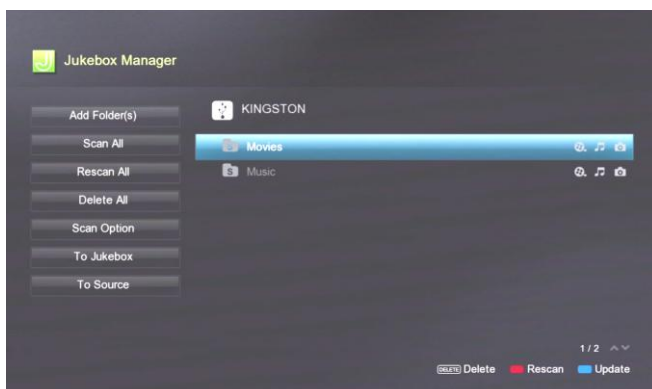 Jukebox Manager
Add Folder(s)
Scan All
Rescan All
Delete All
Scan Option
To Jukebox
To Source
KINGSTON
Movies
S Music
1/2
DELETE Delete Rescan Update